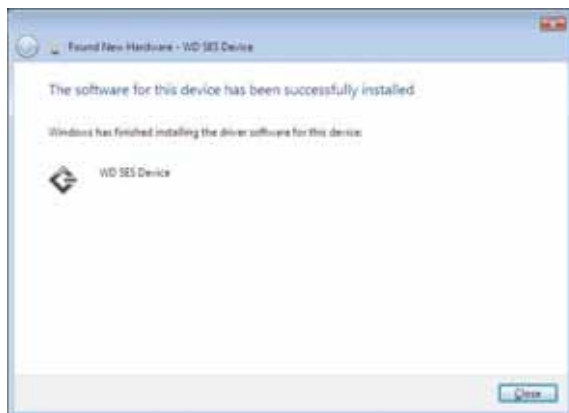 Found New Hardware - WD SES Device
The software for this device has been successfully installed
Windows has finished installing the driver software for this device:
WD SES Device
Close